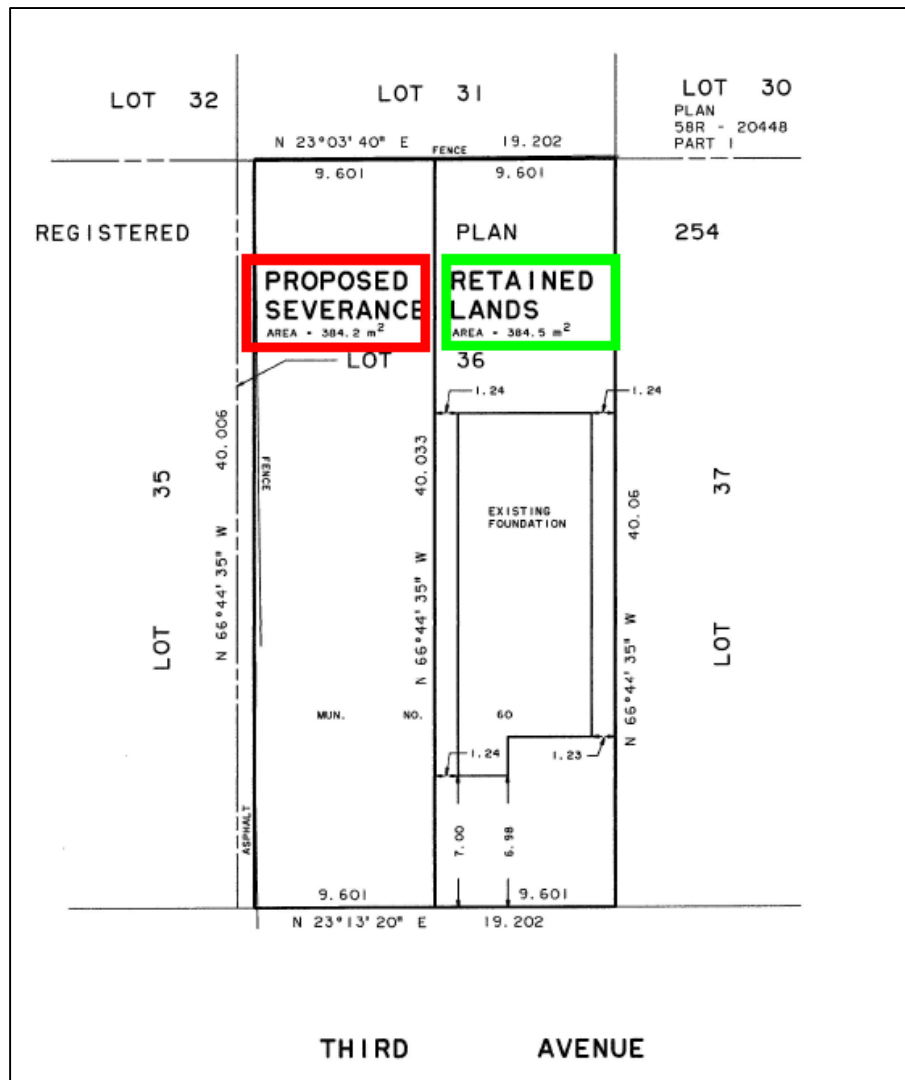 LOT 32
LOT 31
LOT 30
PLAN
58R - 20448
PART 1
N 23°03'40" E
FENCE
19.202
9.601
9.601
REGISTERED
PLAN
254
PROPOSED
SEVERANCE
AREA - 384.2 m²
RETAINED
LANDS
AREA - 384.5 m²
LOT
36
1.24
1.24
40.006
N 66°44'35" W
FENCE
40.033
N 66°44'35" W
EXISTING
FOUNDATION
40.06
N 66°44'35" W
LOT 35
LOT 37
MUN. NO. 60
1.24
1.23
ASPHALT
7.00
6.98
9.601
9.601
N 23°13'20" E
19.202
THIRD AVENUE